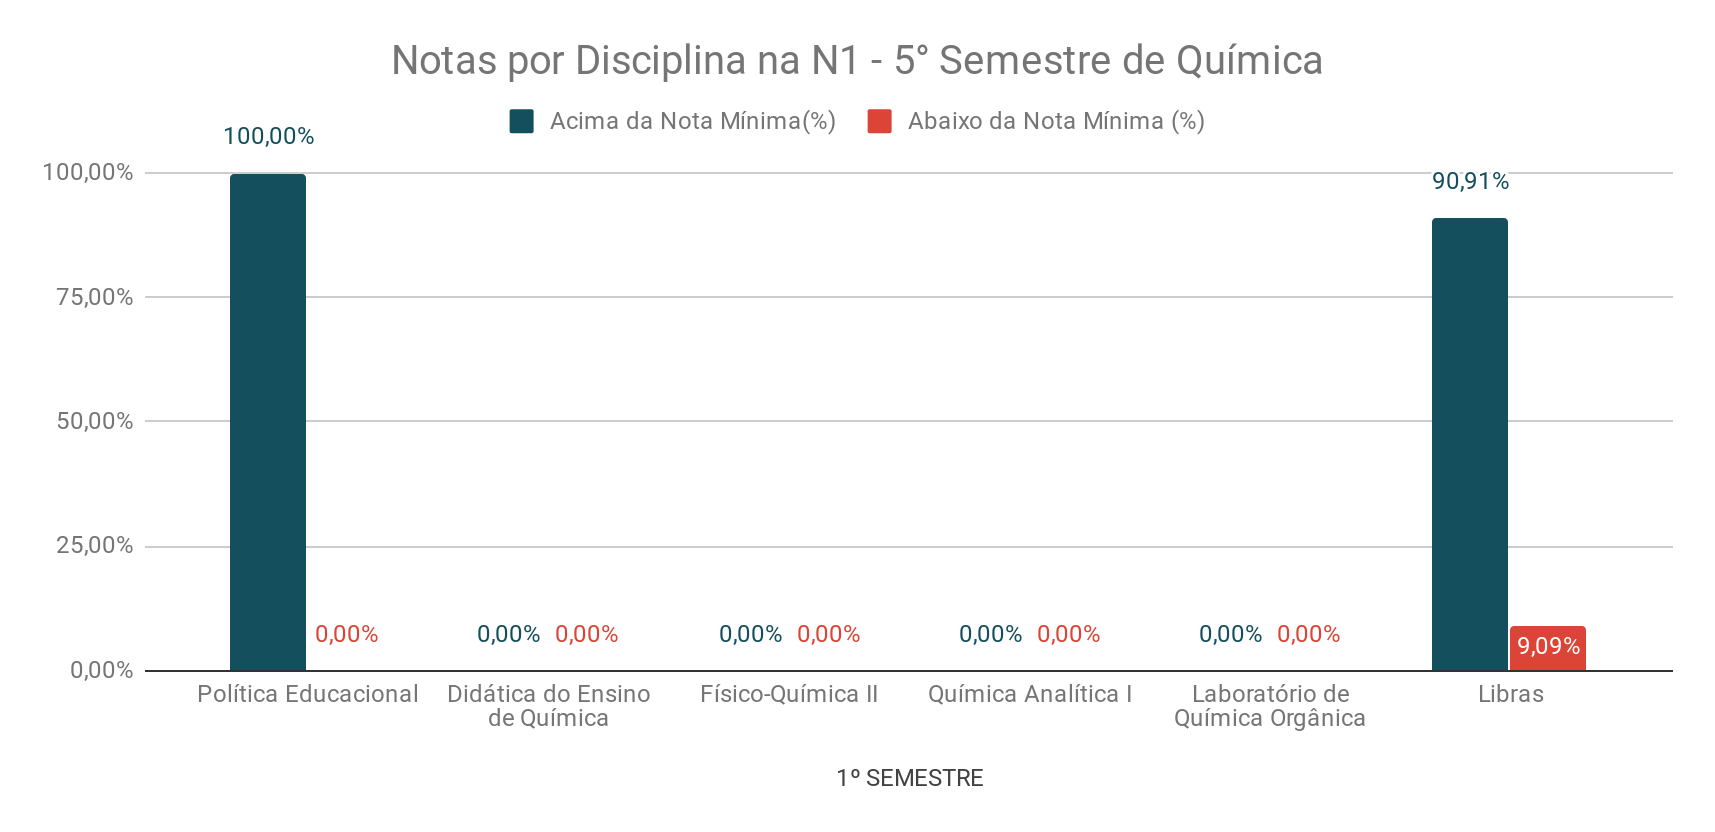 Notas por Disciplina na N1 - 5° Semestre de Química
Acima da Nota Mínima(%) Abaixo da Nota Mínima (%)
100,00%
100,00%
90,91%
75,00%
50,00%
25,00%
0,00% 0,00% 0,00% 0,00% 0,00% 0,00% 0,00% 0,00% 0,00%
9,09%
0,00%
Política Educacional Didática do Ensino Físico-Química II Química Analítica I Laboratório de Libras
de Química Química Orgânica
1º SEMESTRE